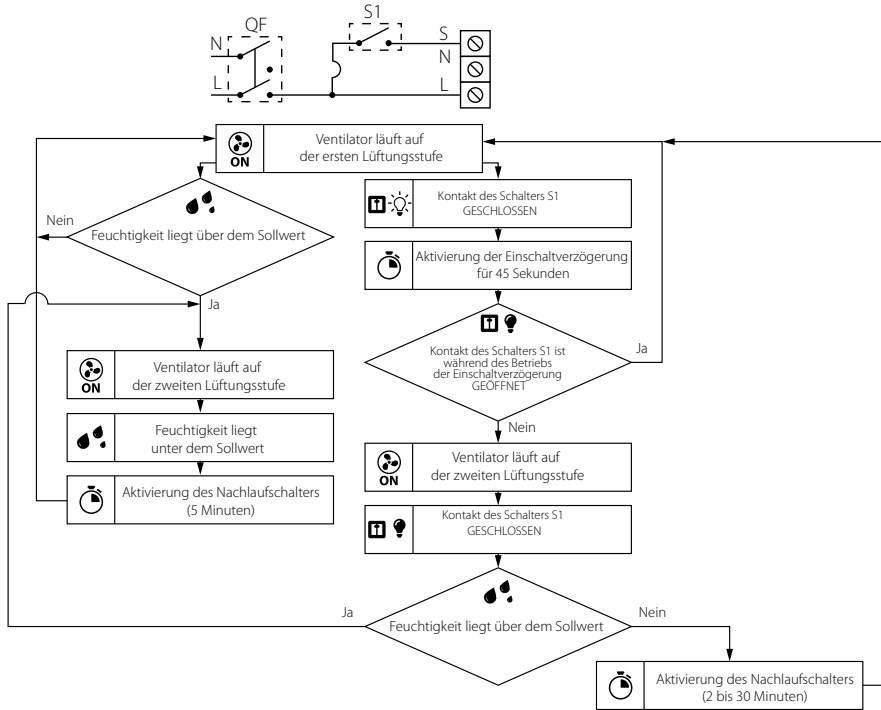 QF
S1
N
L
S
N
L
ON
Ventilator läuft auf
der ersten Lüftungsstufe
Nein
Feuchtigkeit liegt über dem Sollwert
Ja
ON
Ventilator läuft auf
der zweiten Lüftungsstufe
Feuchtigkeit liegt
unter dem Sollwert
Aktivierung des Nachlaufschalters
(5 Minuten)
Kontakt des Schalters S1
GESCHLOSSEN
Aktivierung der Einschaltverzögerung
für 45 Sekunden
Kontakt des Schalters S1 ist
während des Betriebs
der Einschaltverzögerung
GEÖFFNET
Ja
Nein
ON
Ventilator läuft auf
der zweiten Lüftungsstufe
Kontakt des Schalters S1
GESCHLOSSEN
Ja
Feuchtigkeit liegt über dem Sollwert
Nein
Aktivierung des Nachlaufschalters
(2 bis 30 Minuten)